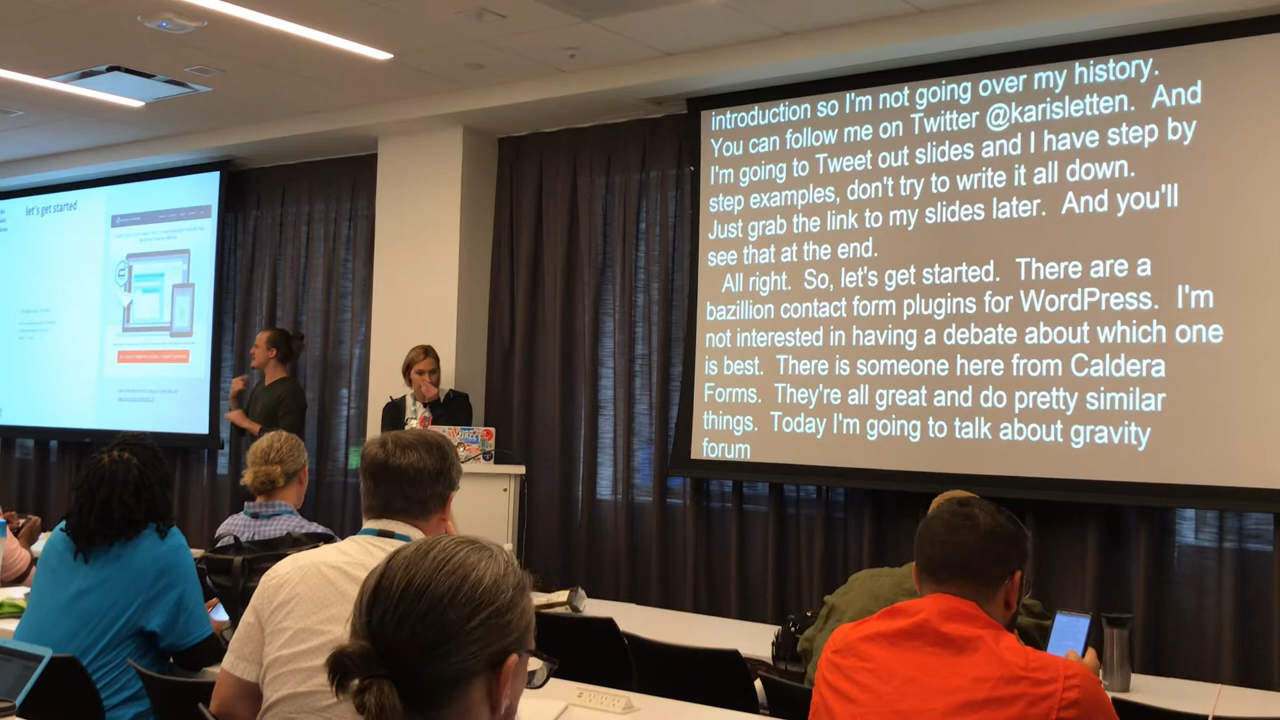 let's get started
introduction so I'm not going over my history.
You can follow me on Twitter @karisletten.  And
I'm going to Tweet out slides and I have step by
step examples, don't try to write it all down.
Just grab the link to my slides later.  And you'll
see that at the end.
All right.  So, let's get started.  There are a
bazillion contact form plugins for WordPress.  I'm
not interested in having a debate about which one
is best.  There is someone here from Caldera
Forms.  They're all great and do pretty similar
things.  Today I'm going to talk about gravity
forum